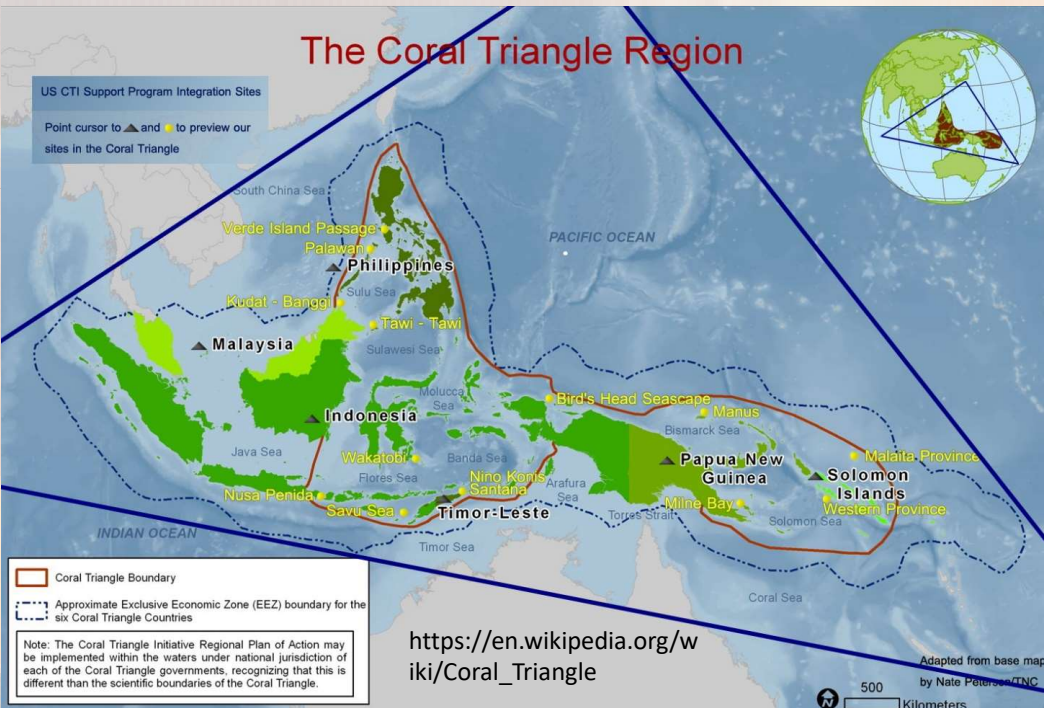 The Coral Triangle Region
US CTI Support Program Integration Sites
Point cursor to and to preview our
sites in the Coral Triangle
South China Sea
Verde Island Passage
Palawan
PACIFIC OCEAN
Philippines
Sulu Sea
Kudat - Banggi
Tawi - Tawi
Malaysia
Sulawesi Sea
Molucca
Sea
Bird's Head Seascape
Manus
Indonesia
Bismarck Sea
Java Sea
Wakatobi
Banda Sea
Papua New
Guinea
Malaita Province
Flores Sea
Nino Konis
Santana
Arafura
Sea
Solomon
Islands
Nusa Penida
Savu Sea
Timor-Leste
Torres Strait
Milne Bay
Western Province
Solomon Sea
INDIAN OCEAN
Timor Sea
Coral Sea
Coral Triangle Boundary
Approximate Exclusive Economic Zone (EEZ) boundary for the
six Coral Triangle Countries
Note: The Coral Triangle Initiative Regional Plan of Action may
be implemented within the waters under national jurisdiction of
each of the Coral Triangle governments, recognizing that this is
different than the scientific boundaries of the Coral Triangle.
https://en.wikipedia.org/w
iki/Coral_Triangle
Adapted from base map
by Nate Peterson/TNC
500
Kilometers